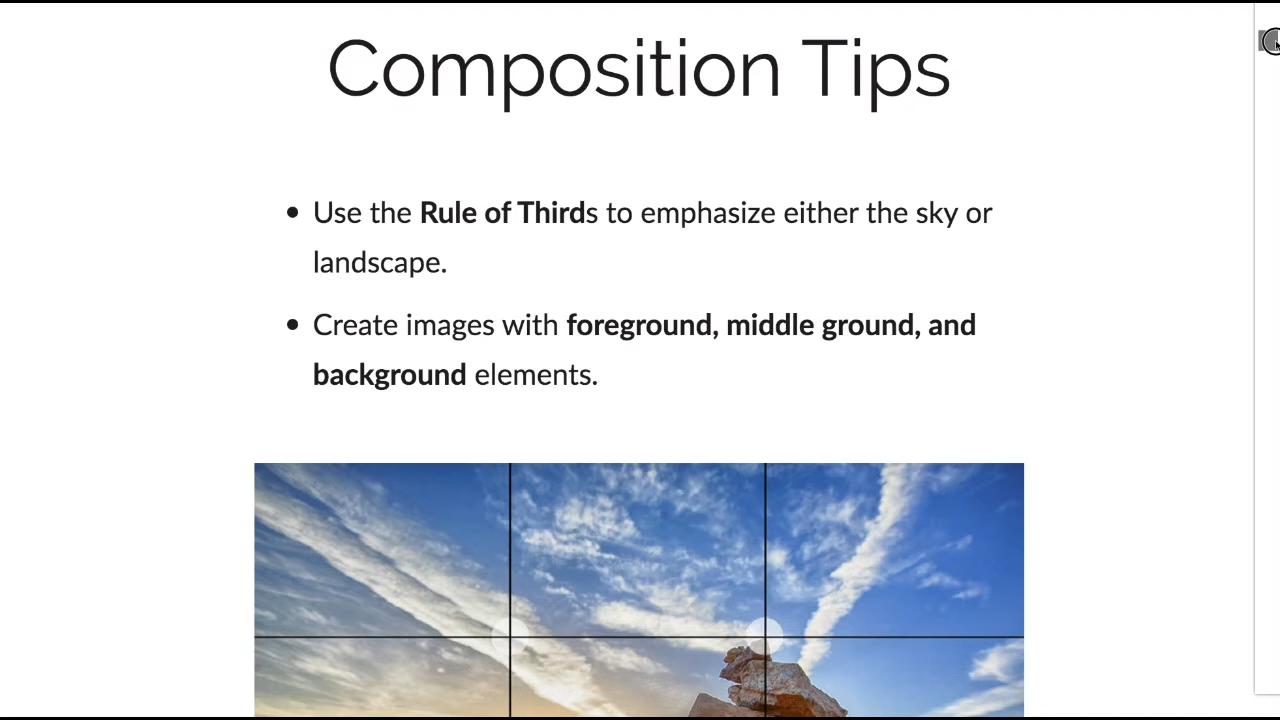 Composition Tips
• Use the Rule of Thirds to emphasize either the sky or
landscape.
• Create images with foreground, middle ground, and
background elements.